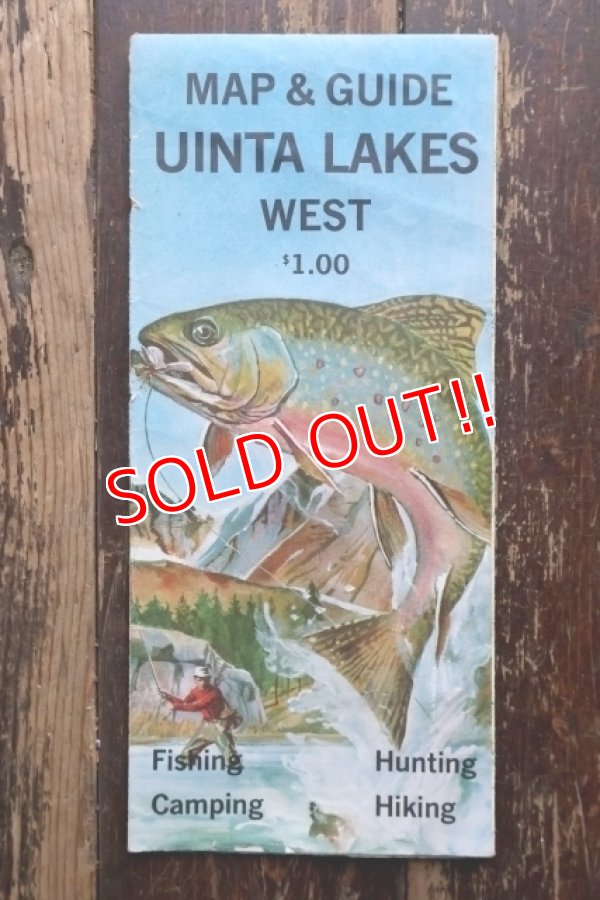 MAP & GUIDE
UINTA LAKES
WEST
$1.00
SOLD OUT!!
Fishing
Hunting
Camping
Hiking